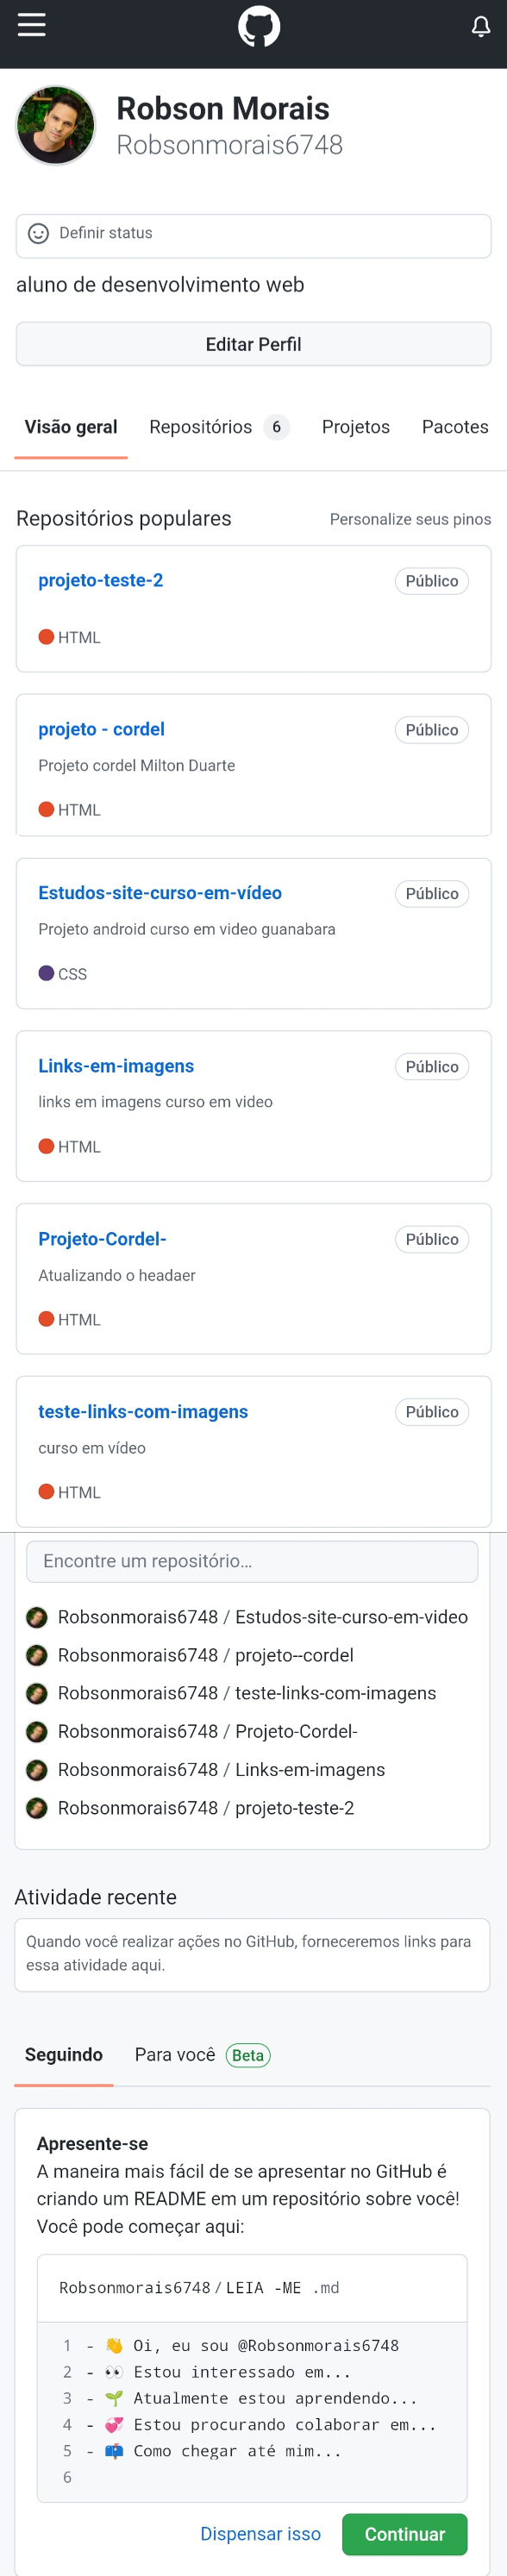 Robson Morais
Robsonmorais6748
Definir status
aluno de desenvolvimento web
Editar Perfil
Visão geral Repositórios 6 Projetos Pacotes
Repositórios populares Personalize seus pinos
projeto-teste-2 Público
HTML
projeto - cordel Público
Projeto cordel Milton Duarte
HTML
Estudos-site-curso-em-vídeo Público
Projeto android curso em video guanabara
CSS
Links-em-imagens Público
links em imagens curso em video
HTML
Projeto-Cordel- Público
Atualizando o headaer
HTML
teste-links-com-imagens Público
curso em vídeo
HTML
Encontre um repositório...
Robsonmorais6748 / Estudos-site-curso-em-video
Robsonmorais6748 / projeto--cordel
Robsonmorais6748 / teste-links-com-imagens
Robsonmorais6748 / Projeto-Cordel-
Robsonmorais6748 / Links-em-imagens
Robsonmorais6748 / projeto-teste-2
Atividade recente
Quando você realizar ações no GitHub, forneceremos links para
essa atividade aqui.
Seguindo Para você Beta
Apresente-se
A maneira mais fácil de se apresentar no GitHub é
criando um README em um repositório sobre você!
Você pode começar aqui:
Robsonmorais6748 / LEIA -ME .md
1 - 👋 Oi, eu sou @Robsonmorais6748
2 - 👀 Estou interessado em...
3 - 🌱 Atualmente estou aprendendo...
4 - 💞️ Estou procurando colaborar em...
5 - 📫 Como chegar até mim...
6
Dispensar isso Continuar